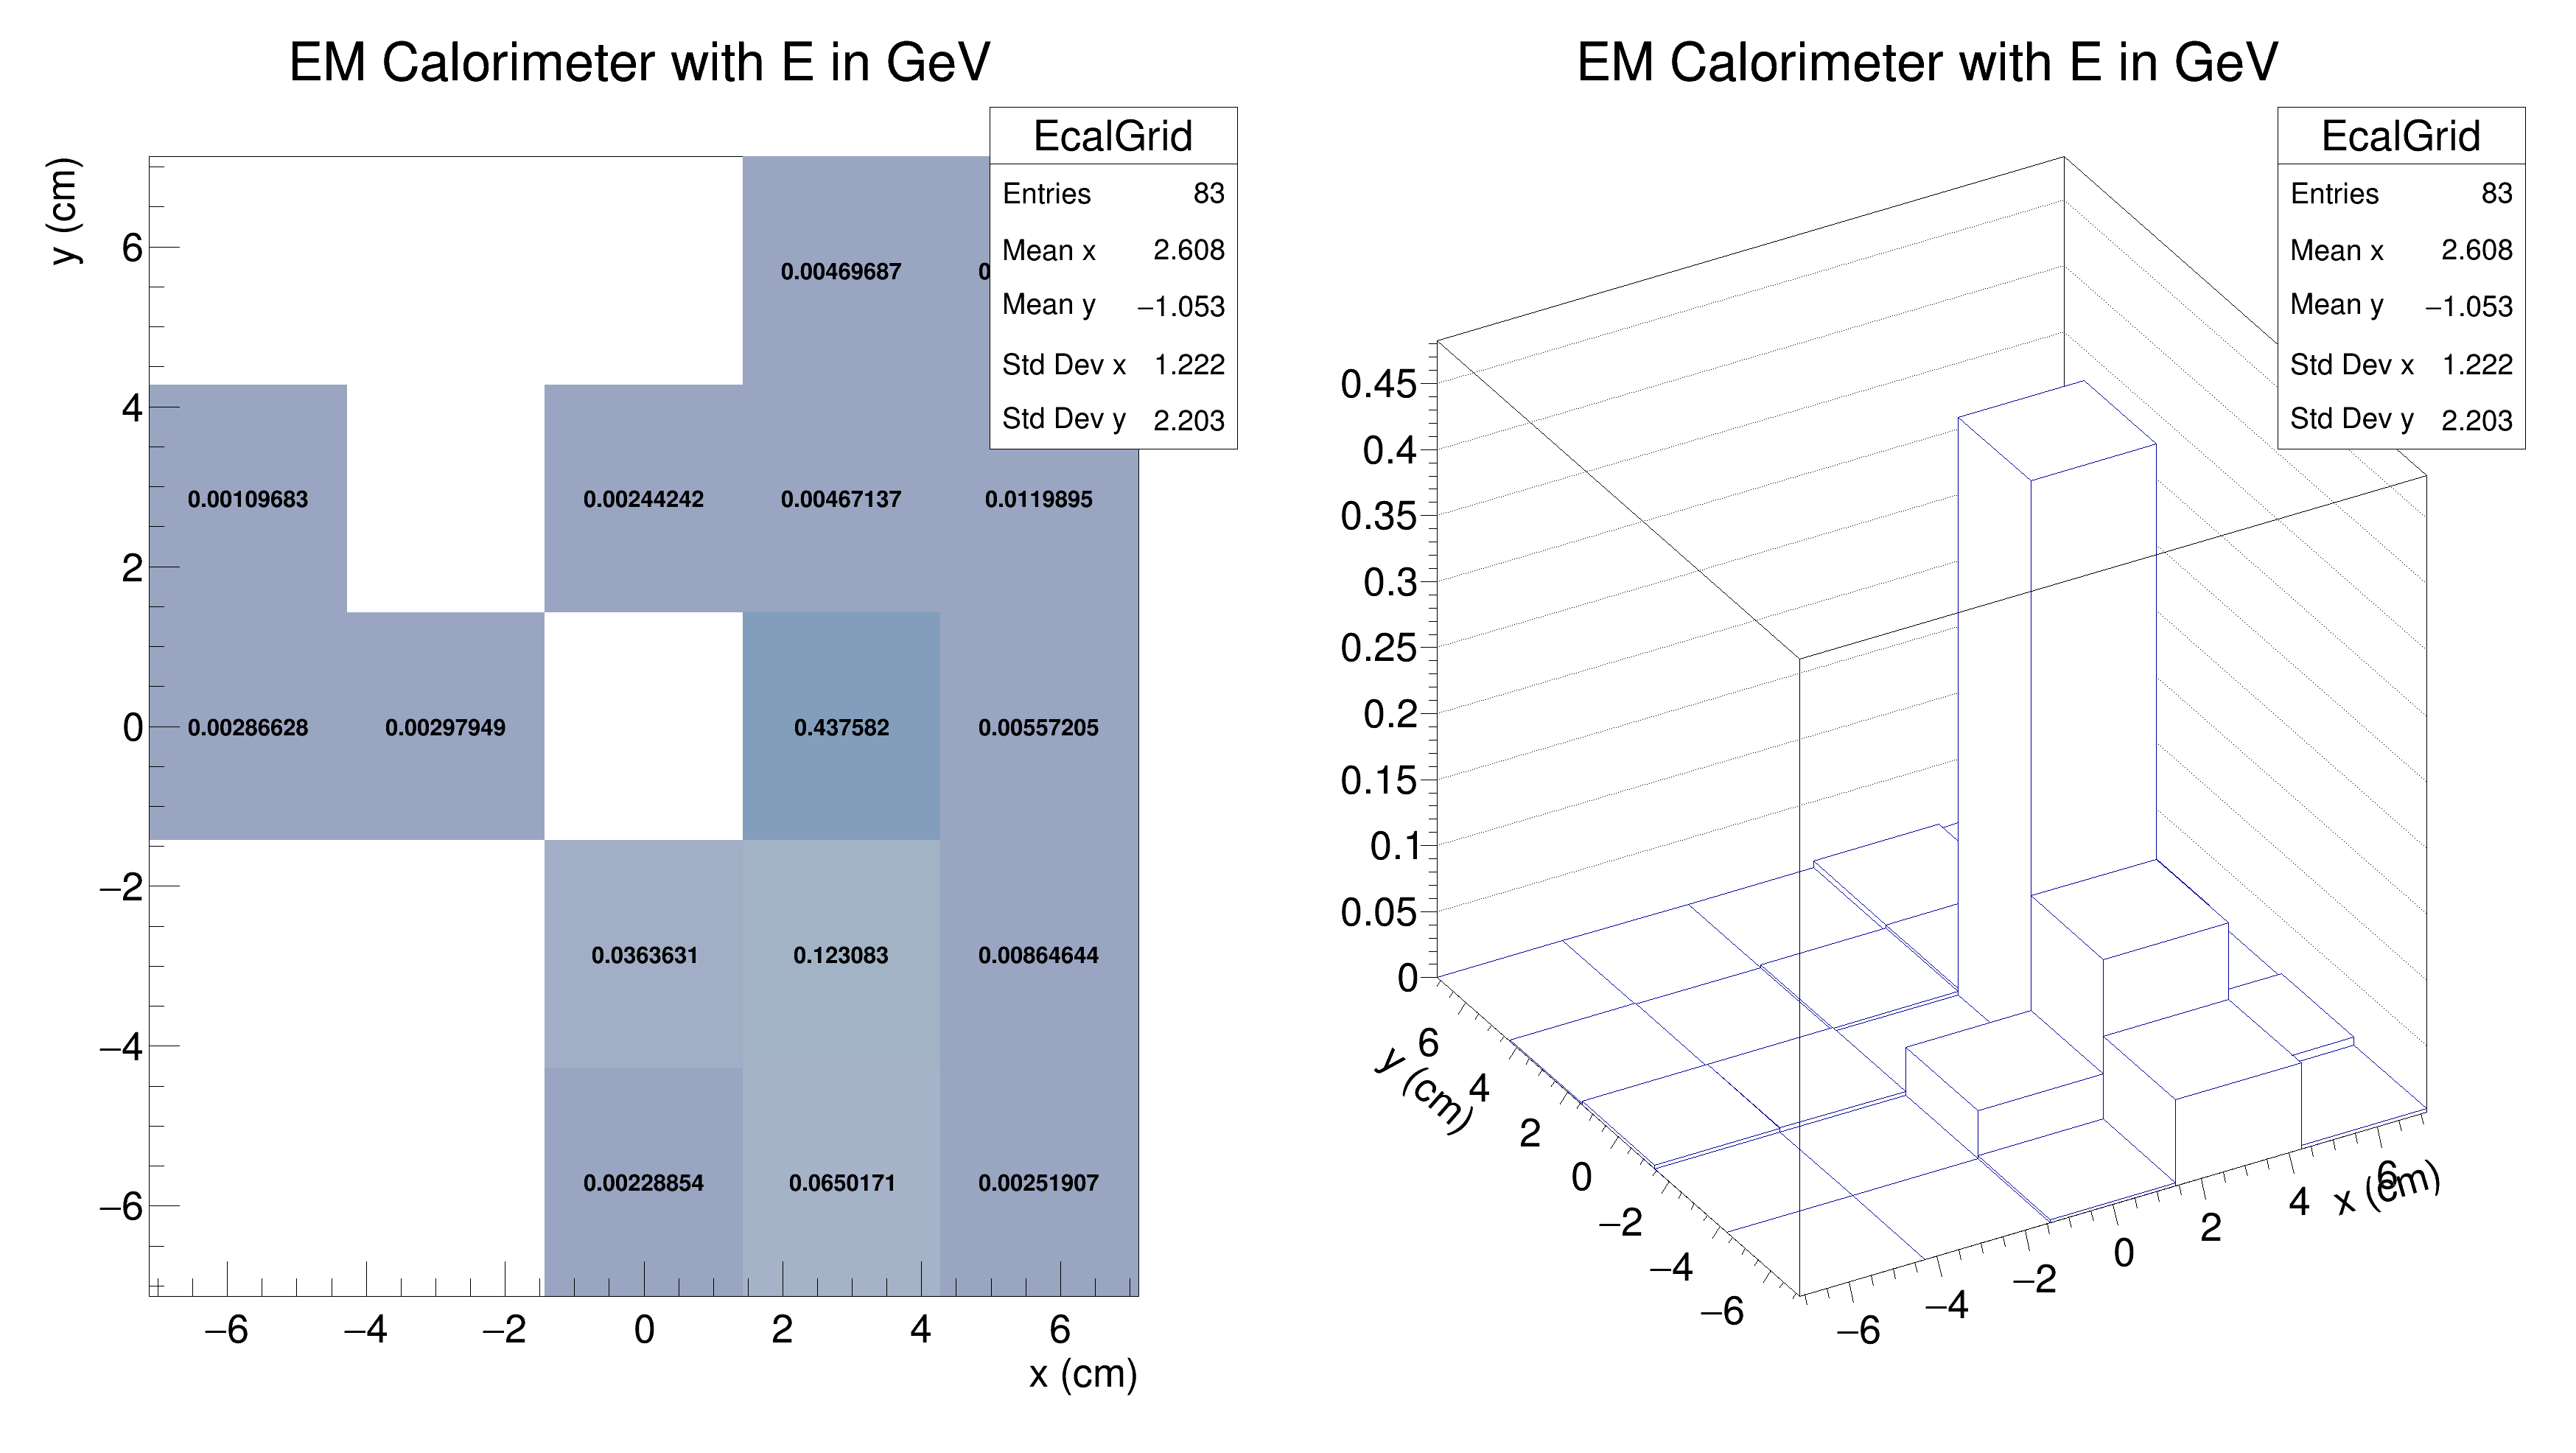 EM Calorimeter with E in GeV
EcalGrid
Entries 83
Mean x 2.608
Mean y −1.053
Std Dev x 1.222
Std Dev y 2.203
y (cm)
6
4
2
0
−2
−4
−6
0.00469687
0.00109683 0.00244242 0.00467137 0.0119895
0.00286628 0.00297949 0.437582 0.00557205
0.0363631 0.123083 0.00864644
0.00228854 0.0650171 0.00251907
−6 −4 −2 0 2 4 6
x (cm)
EM Calorimeter with E in GeV
EcalGrid
Entries 83
Mean x 2.608
Mean y −1.053
Std Dev x 1.222
Std Dev y 2.203
0.45
0.4
0.35
0.3
0.25
0.2
0.15
0.1
0.05
0
y (cm)
6
4
2
0
−2
−4
−6
−6 −4 −2 0 2 4 6
x (cm)